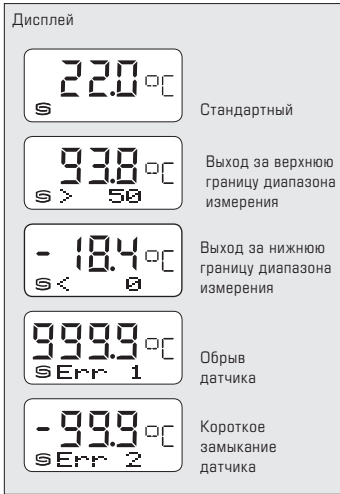 Дисплей
22.0 °C
S
Стандартный
93.8 °C
S > 50
Выход за верхнюю
границу диапазона
измерения
- 18.4 °C
S < 0
Выход за нижнюю
границу диапазона
измерения
999.9 °C
S Err 1
Обрыв
датчика
-99.9 °C
S Err 2
Короткое
замыкание
датчика